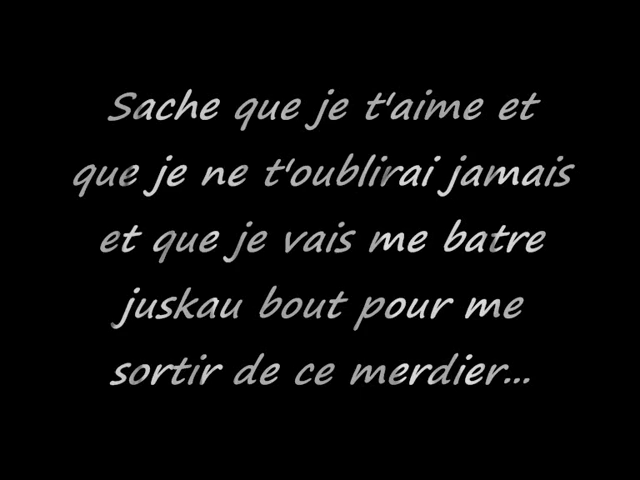 Sache que je t'aime et
que je ne t'oublirai jamais
et que je vais me batre
juskau bout pour me
sortir de ce merdier...